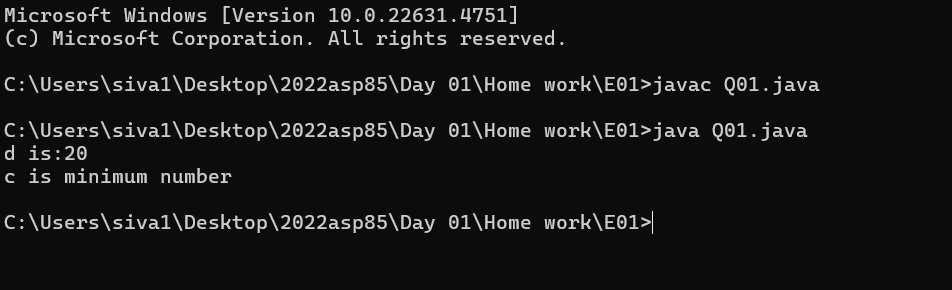 Microsoft Windows [Version 10.0.22631.4751]
(c) Microsoft Corporation. All rights reserved.
C:\Users\siva1\Desktop\2022asp85\Day 01\Home work\E01>javac Q01.java
C:\Users\siva1\Desktop\2022asp85\Day 01\Home work\E01>java Q01.java
d is:20
c is minimum number
C:\Users\siva1\Desktop\2022asp85\Day 01\Home work\E01>